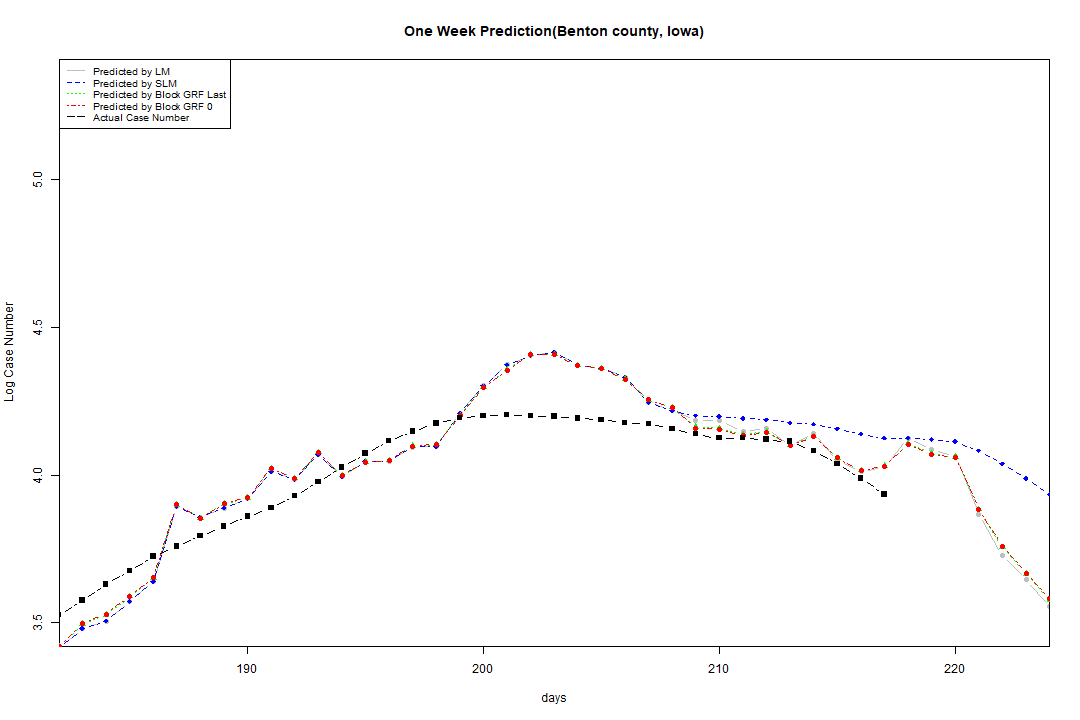 One Week Prediction(Benton county, Iowa)
Predicted by LM
Predicted by SLM
Predicted by Block GRF Last
Predicted by Block GRF 0
Actual Case Number
5.0
4.5
4.0
3.5
Log Case Number
190 200 210 220
days